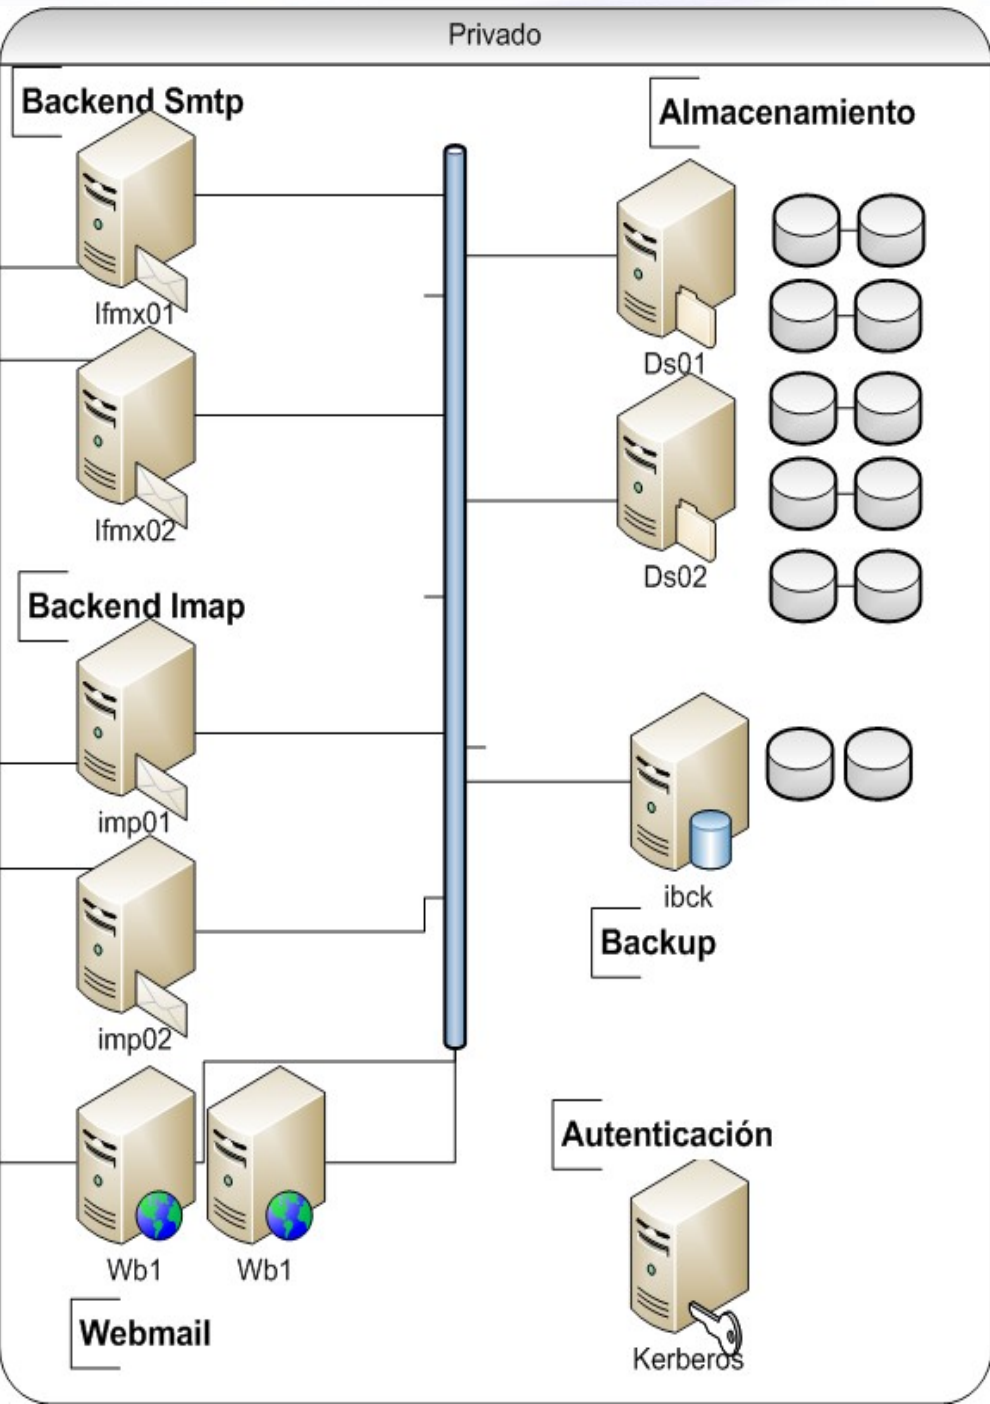 Privado
Backend Smtp
lfmx01
lfmx02
Backend Imap
imp01
imp02
Wb1
Wb1
Webmail
Almacenamiento
Ds01
Ds02
ibck
Backup
Autenticación
Kerberos